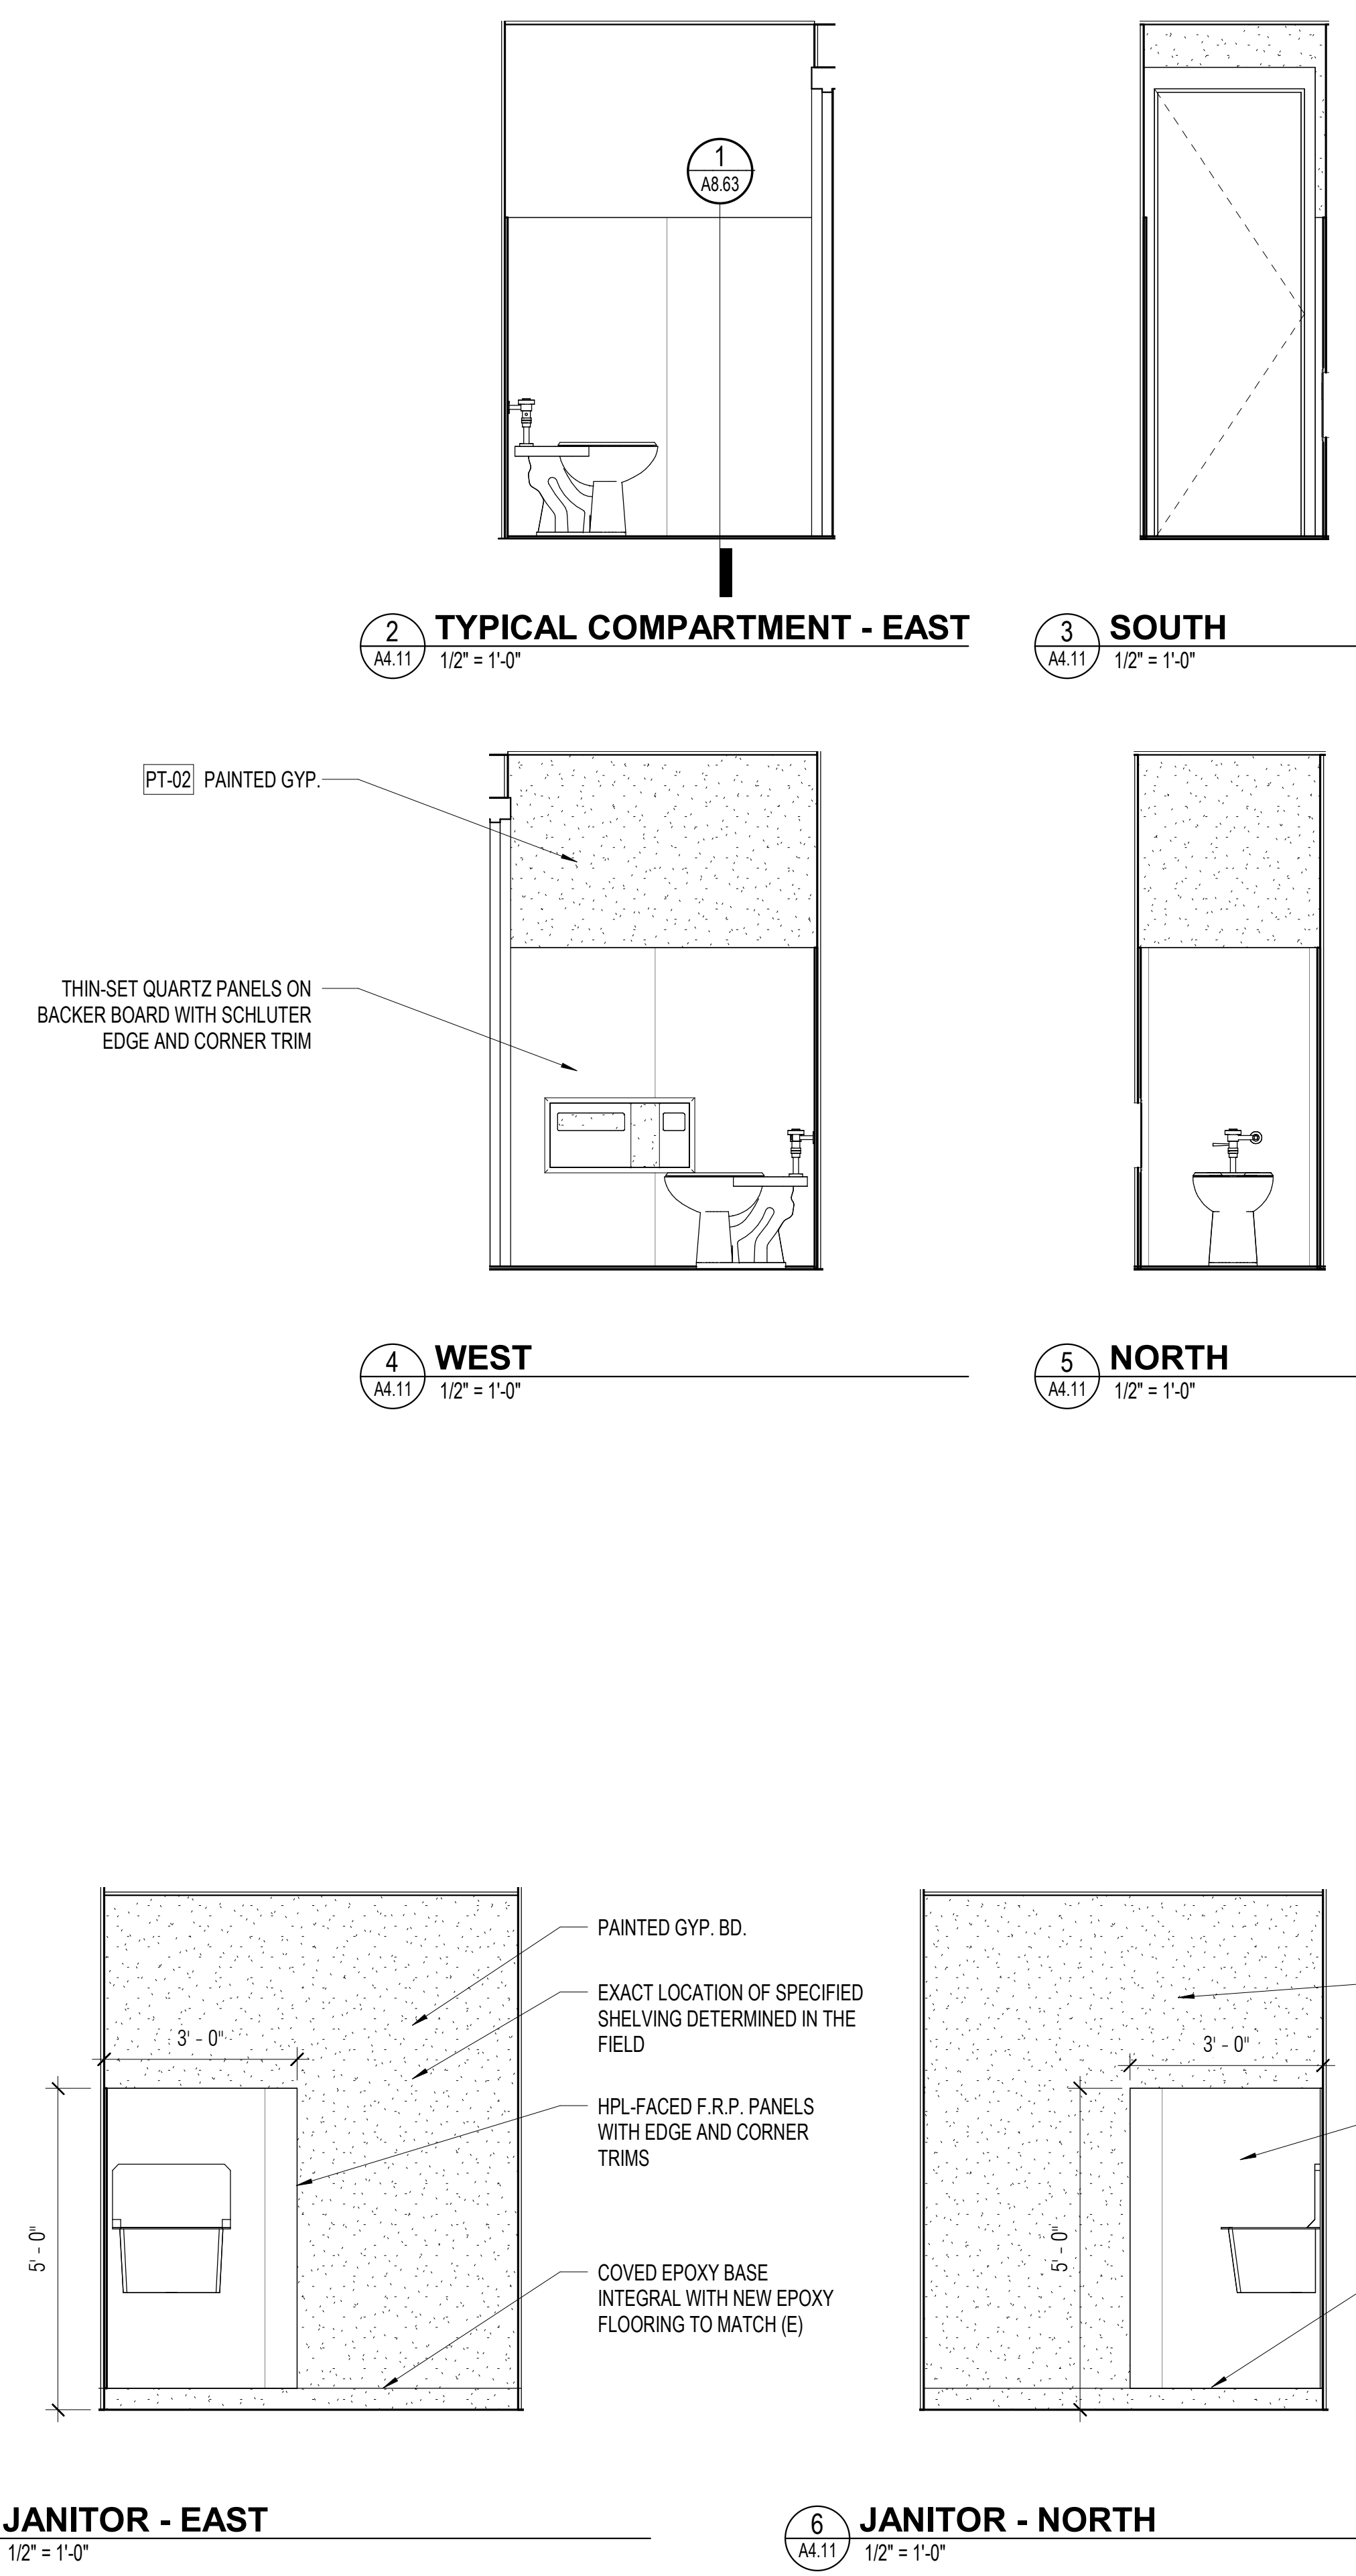 1
A8.63
2
A4.11
TYPICAL COMPARTMENT - EAST
1/2" = 1'-0"
3
A4.11
SOUTH
1/2" = 1'-0"
PT-02 PAINTED GYP.
THIN-SET QUARTZ PANELS ON
BACKER BOARD WITH SCHLUTER
EDGE AND CORNER TRIM
4
A4.11
WEST
1/2" = 1'-0"
5
A4.11
NORTH
1/2" = 1'-0"
PAINTED GYP. BD.
EXACT LOCATION OF SPECIFIED
SHELVING DETERMINED IN THE
FIELD
3' - 0"
HPL-FACED F.R.P. PANELS
WITH EDGE AND CORNER
TRIMS
5' - 0"
COVED EPOXY BASE
INTEGRAL WITH NEW EPOXY
FLOORING TO MATCH (E)
3' - 0"
5' - 0"
JANITOR - EAST
1/2" = 1'-0"
6
A4.11
JANITOR - NORTH
1/2" = 1'-0"